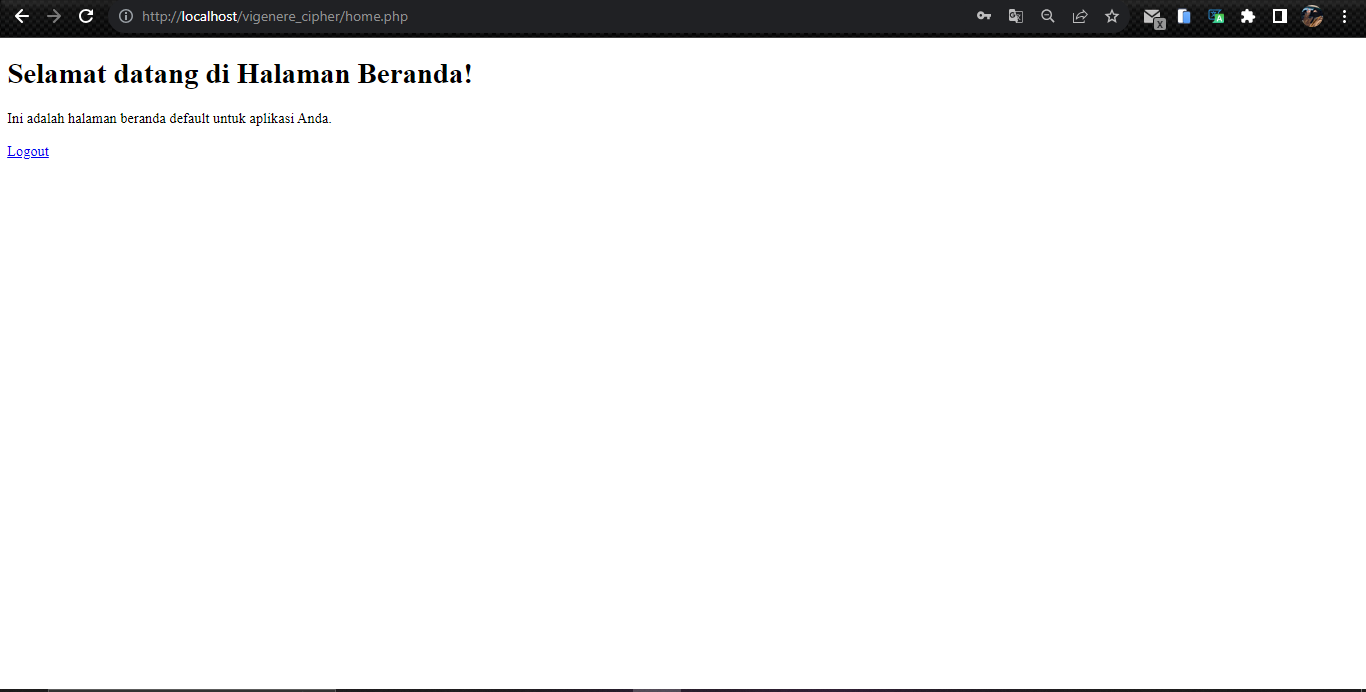 http://localhost/vigenere_cipher/home.php
Selamat datang di Halaman Beranda!
Ini adalah halaman beranda default untuk aplikasi Anda.
Logout